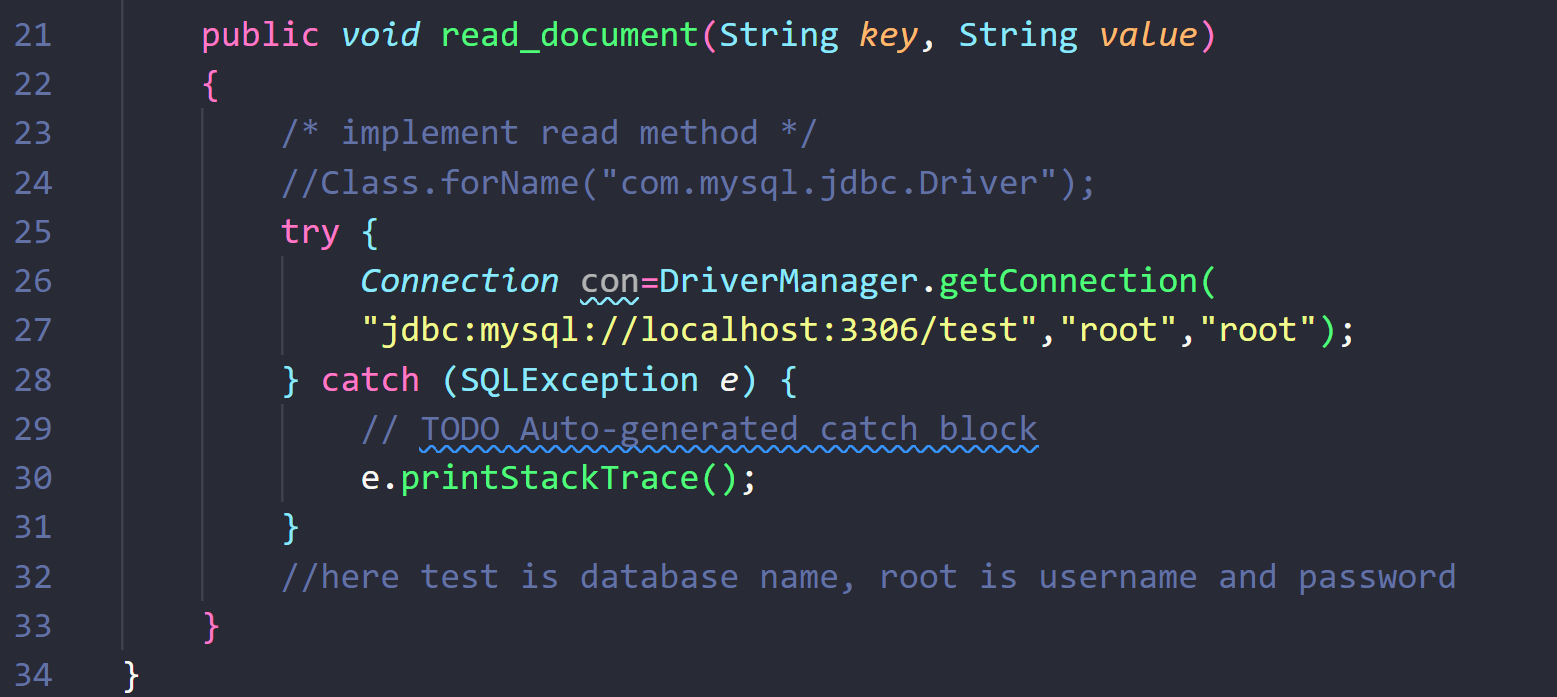 21 public void read_document(String key, String value)
22 {
23 /* implement read method */
24 //Class.forName("com.mysql.jdbc.Driver");
25 try {
26 Connection con=DriverManager.getConnection(
27 "jdbc:mysql://localhost:3306/test","root","root");
28 } catch (SQLException e) {
29 // TODO Auto-generated catch block
30 e.printStackTrace();
31 }
32 //here test is database name, root is username and password
33 }
34 }